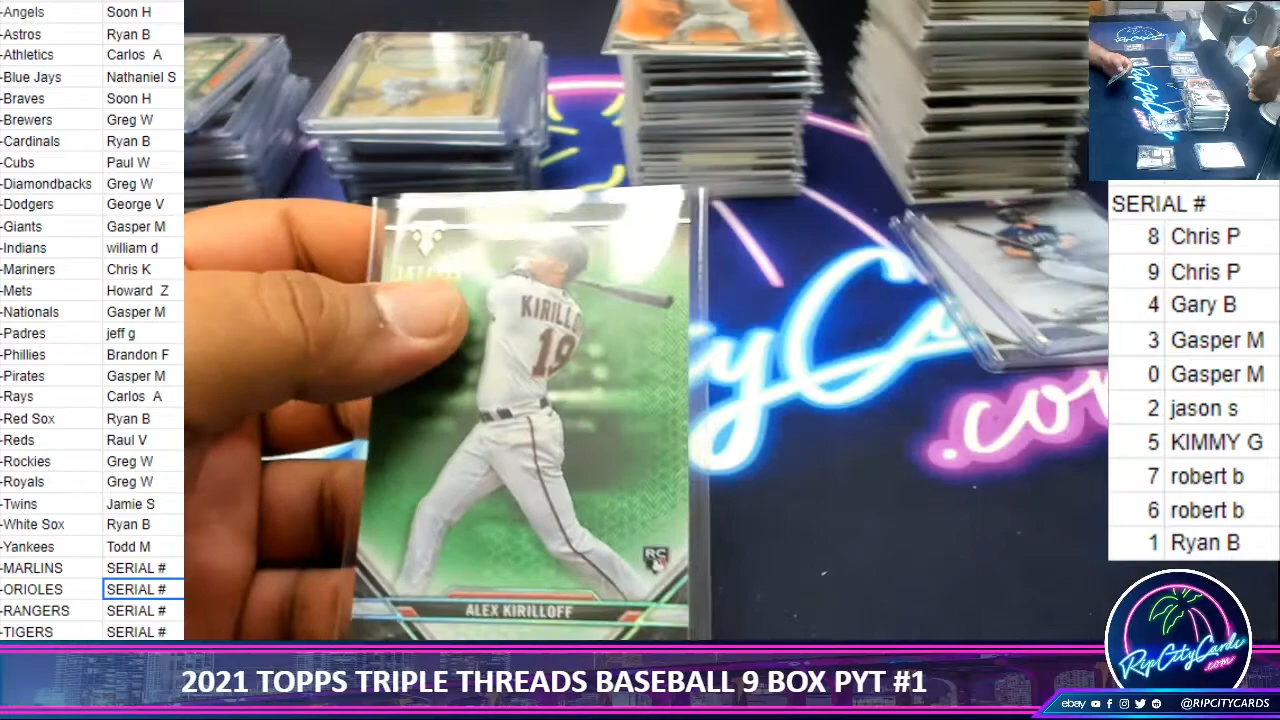 -Angels Soon H
-Astros Ryan B
-Athletics Carlos A
-Blue Jays Nathaniel S
-Braves Soon H
-Brewers Greg W
-Cardinals Ryan B
-Cubs Paul W
-Diamondbacks Greg W
-Dodgers George V
-Giants Gasper M
-Indians william d
-Mariners Chris K
-Mets Howard Z
-Nationals Gasper M
-Padres jeff g
-Phillies Brandon F
-Pirates Gasper M
-Rays Carlos A
-Red Sox Ryan B
-Reds Raul V
-Rockies Greg W
-Royals Greg W
-Twins Jamie S
-White Sox Ryan B
-Yankees Todd M
-MARLINS SERIAL #
-ORIOLES SERIAL #
-RANGERS SERIAL #
-TIGERS SERIAL #
KIRILLO
19
RC
ALEX KIRILLOFF
yCa
.co
SERIAL #
8 Chris P
9 Chris P
4 Gary B
3 Gasper M
0 Gasper M
2 jason s
5 KIMMY G
7 robert b
6 robert b
1 Ryan B
RipCityCards
.com
2021 TOPPS TRIPLE THREADS BASEBALL 9 BOX PYT #1
ebay @RIPCITYCARDS